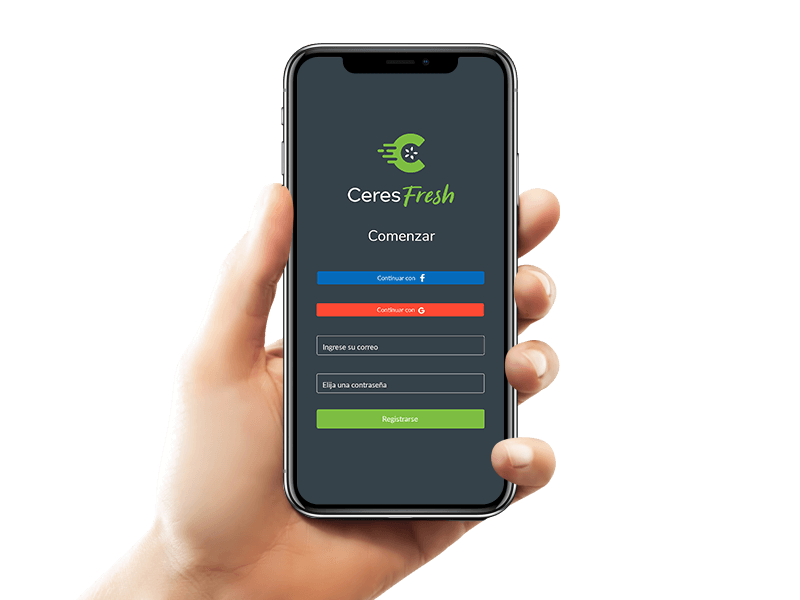 Ceres Fresh
Comenzar
Continuar con
Continuar con
Ingrese su correo
Elija una contraseña
Registrarse